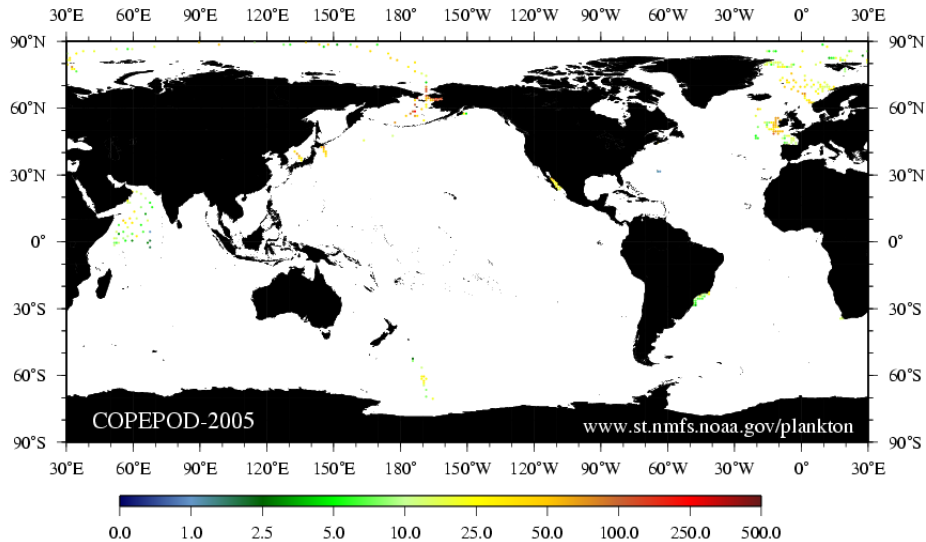 30°E 60°E 90°E 120°E 150°E 180° 150°W 120°W 90°W 60°W 30°W 0° 30°E
90°N 90°N
60°N 60°N
30°N 30°N
0° 0°
30°S 30°S
60°S 60°S
COPEPOD-2005 www.st.nmfs.noaa.gov/plankton
90°S 90°S
30°E 60°E 90°E 120°E 150°E 180° 150°W 120°W 90°W 60°W 30°W 0° 30°E
0.0 1.0 2.5 5.0 10.0 25.0 50.0 100.0 250.0 500.0